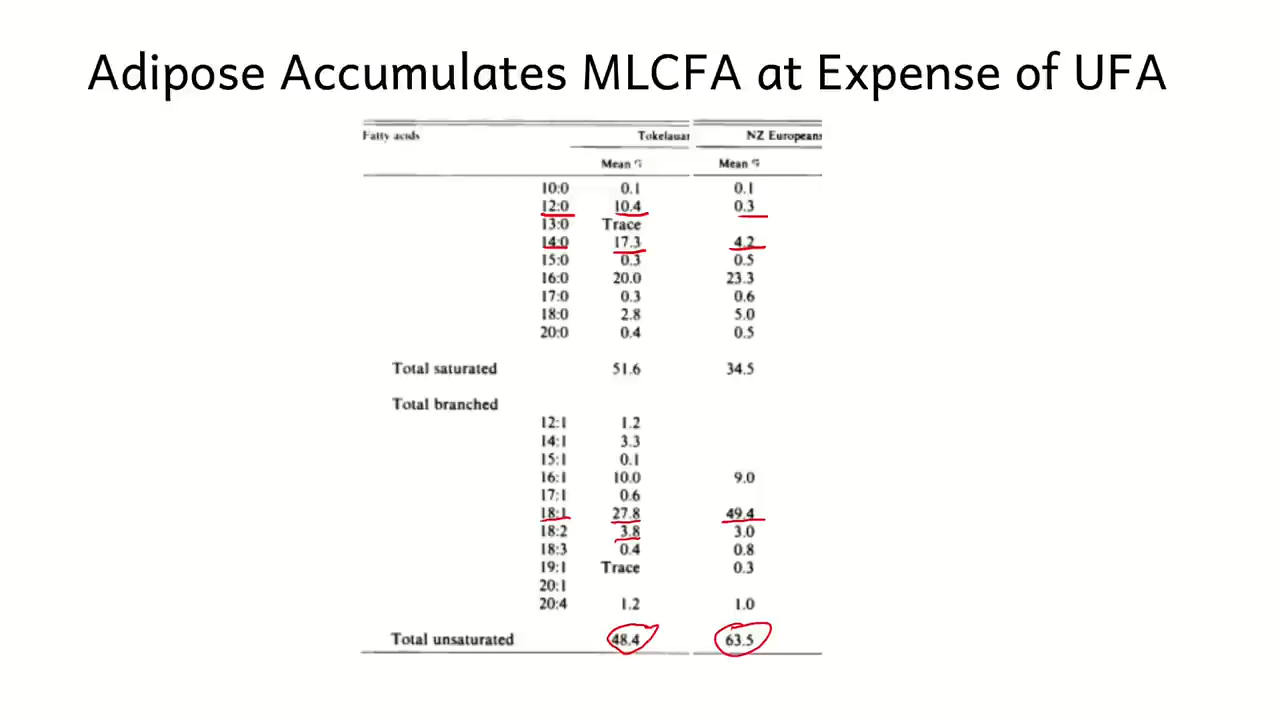 Adipose Accumulates MLCFA at Expense of UFA
Fatty acids Tokelauan NZ Europeans
Mean % Mean %
10:0 0.1 0.1
12:0 10.4 0.3
13:0 Trace
14:0 17.3 4.2
15:0 0.3 0.5
16:0 20.0 23.3
17:0 0.3 0.6
18:0 2.8 5.0
20:0 0.4 0.5
Total saturated 51.6 34.5
Total branched
12:1 1.2
14:1 3.3
15:1 0.1
16:1 10.0 9.0
17:1 0.6
18:1 27.8 49.4
18:2 3.8 3.0
18:3 0.4 0.8
19:1 Trace 0.3
20:1
20:4 1.2 1.0
Total unsaturated 48.4 63.5